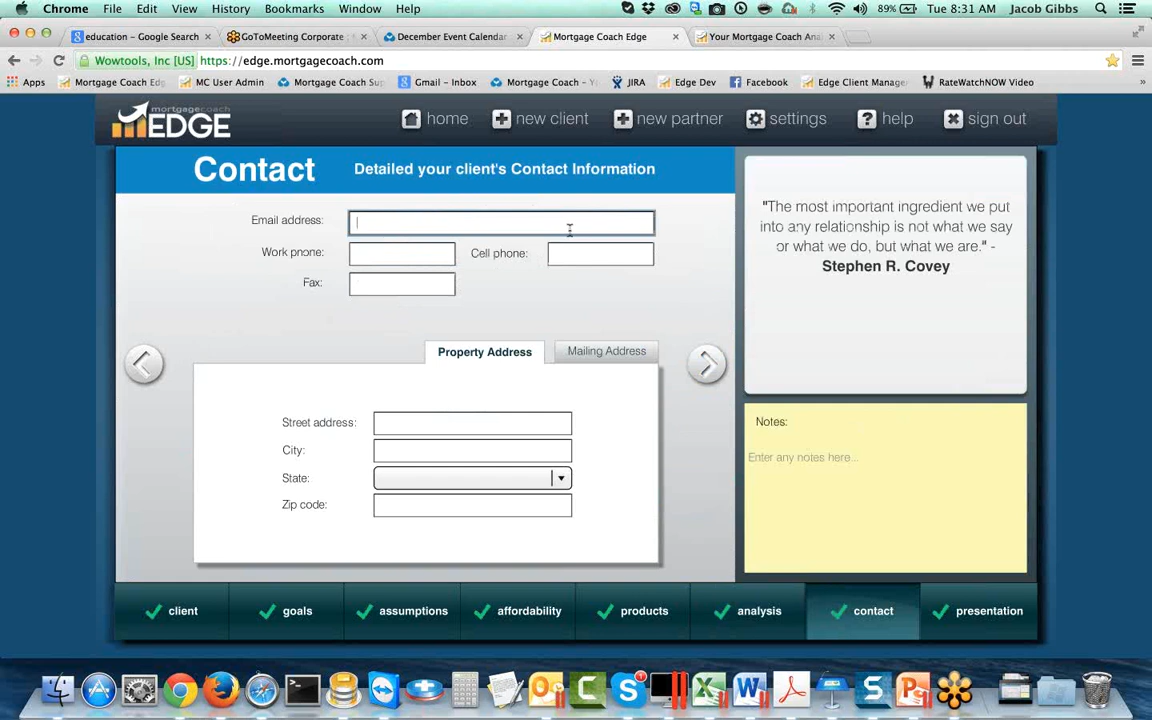 Chrome File Edit View History Bookmarks Window Help 89% Tue 8:31 AM Jacob Gibbs
education - Google Search GoToMeeting Corporate December Event Calendar Mortgage Coach Edge Your Mortgage Coach Ana
Wowtools, Inc [US] https://edge.mortgagecoach.com
Apps Mortgage Coach Edg MC User Admin Mortgage Coach Sup Gmail - Inbox Mortgage Coach - Yo JIRA Edge Dev Facebook Edge Client Manage RateWatchNOW Video »
mortgagecoach
EDGE
home new client new partner settings ? help sign out
Contact
Detailed your client's Contact Information
Email address:
Work phone:
Cell phone:
Fax:
Property Address
Mailing Address
Street address:
City:
State:
Zip code:
"The most important ingredient we put
into any relationship is not what we say
or what we do, but what we are." -
Stephen R. Covey
Notes:
Enter any notes here...
client goals assumptions affordability products analysis contact presentation